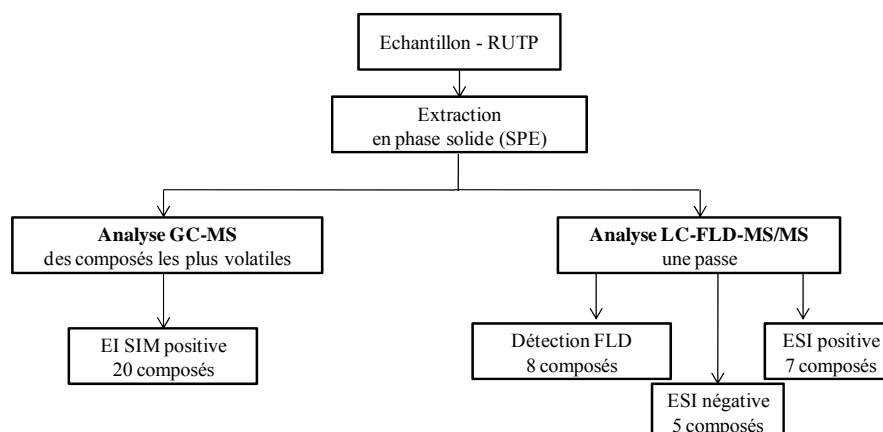 Echantillon - RUTP
Extraction
en phase solide (SPE)
Analyse GC-MS
des composés les plus volatiles
Analyse LC-FLD-MS/MS
une passe
EI SIM positive
20 composés
Détection FLD
8 composés
ESI négative
5 composés
ESI positive
7 composés